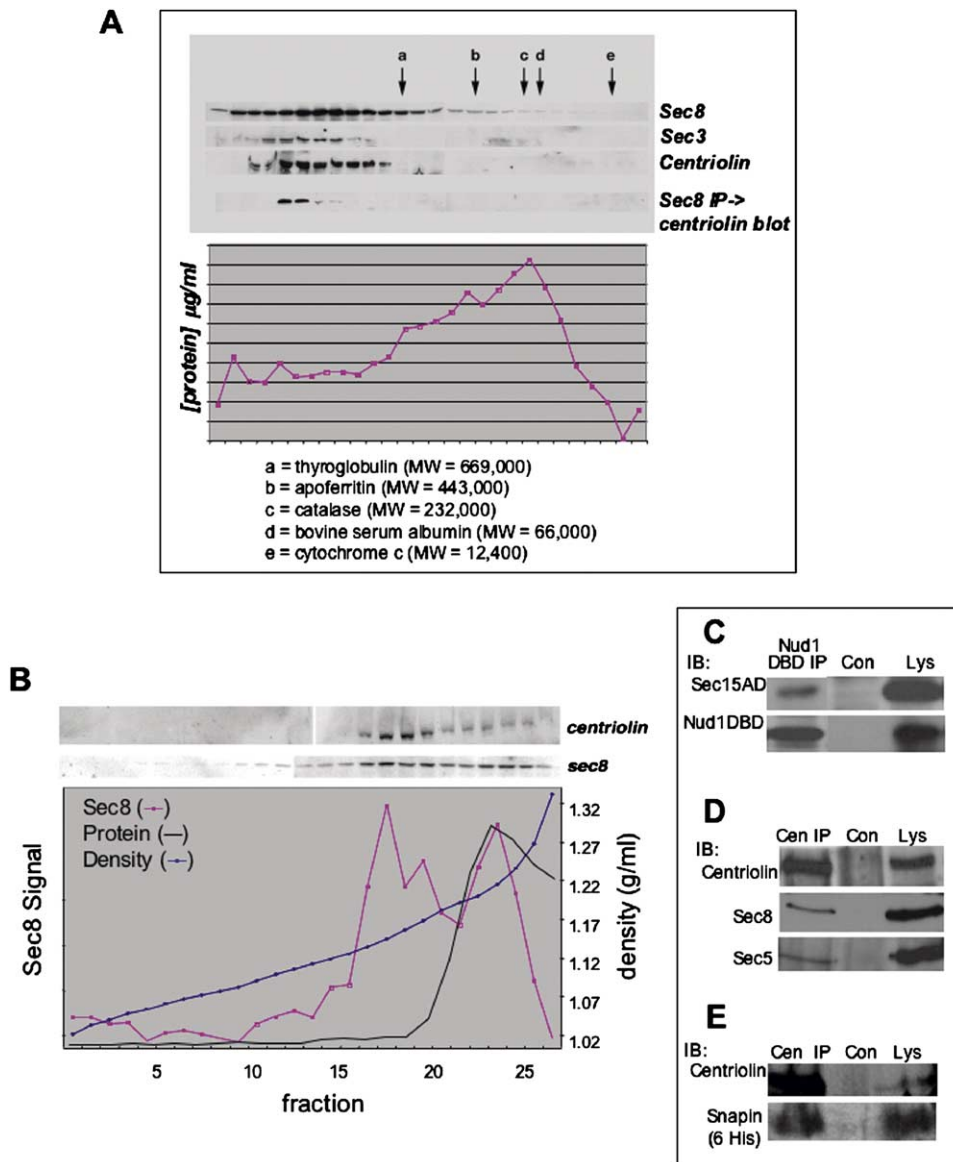 A
a b c d e
Sec8
Sec3
Centriolin
Sec8 IP->
centriolin blot
[protein] µg/ml
a = thyroglobulin (MW = 669,000)
b = apoferritin (MW = 443,000)
c = catalase (MW = 232,000)
d = bovine serum albumin (MW = 66,000)
e = cytochrome c (MW = 12,400)
B
centriolin
sec8
Sec8 (–▪–)
Protein (—)
Density (–•–)
Sec8 Signal
1.32
1.27
1.22
1.17
1.12
1.07
1.02
density (g/ml)
5 10 15 20 25
fraction
C
Nud1
IB: DBD IP Con Lys
Sec15AD
Nud1DBD
D
Cen IP Con Lys
IB:
Centriolin
Sec8
Sec5
E
IB: Cen IP Con Lys
Centriolin
Snapin
(6 His)